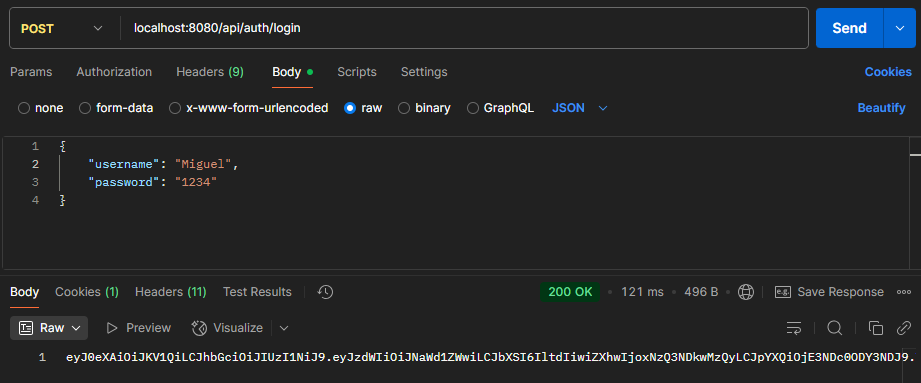 POST localhost:8080/api/auth/login Send
Params Authorization Headers (9) Body Scripts Settings Cookies
none form-data x-www-form-urlencoded raw binary GraphQL JSON Beautify
1 {
2 "username": "Miguel",
3 "password": "1234"
4 }
Body Cookies (1) Headers (11) Test Results 200 OK • 121 ms • 496 B e.g. Save Response
Raw Preview Visualize
1 eyJ0eXAiOiJKV1QiLCJhbGciOiJIUzI1NiJ9.eyJzdWIiOiJNaWd1ZWwiLCJbXSI6IltdIiwiZXhwIjoxNzQ3NDkwMzQyLCJpYXQiOjE3NDc0ODY3NDJ9.